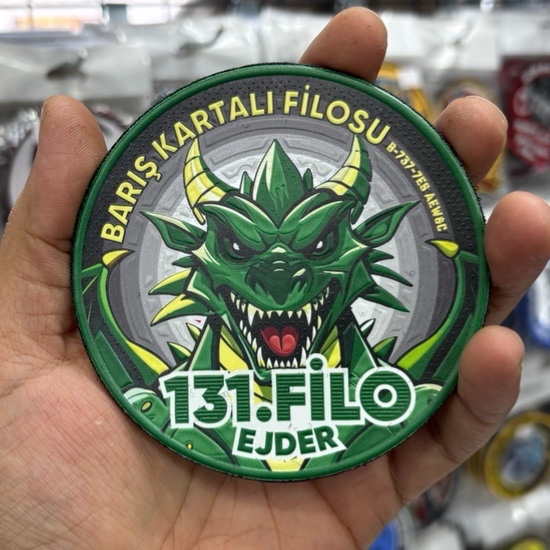 BARIŞ KARTALI FİLOSU
B-737-7ES AEW&C
131.FİLO
EJDER